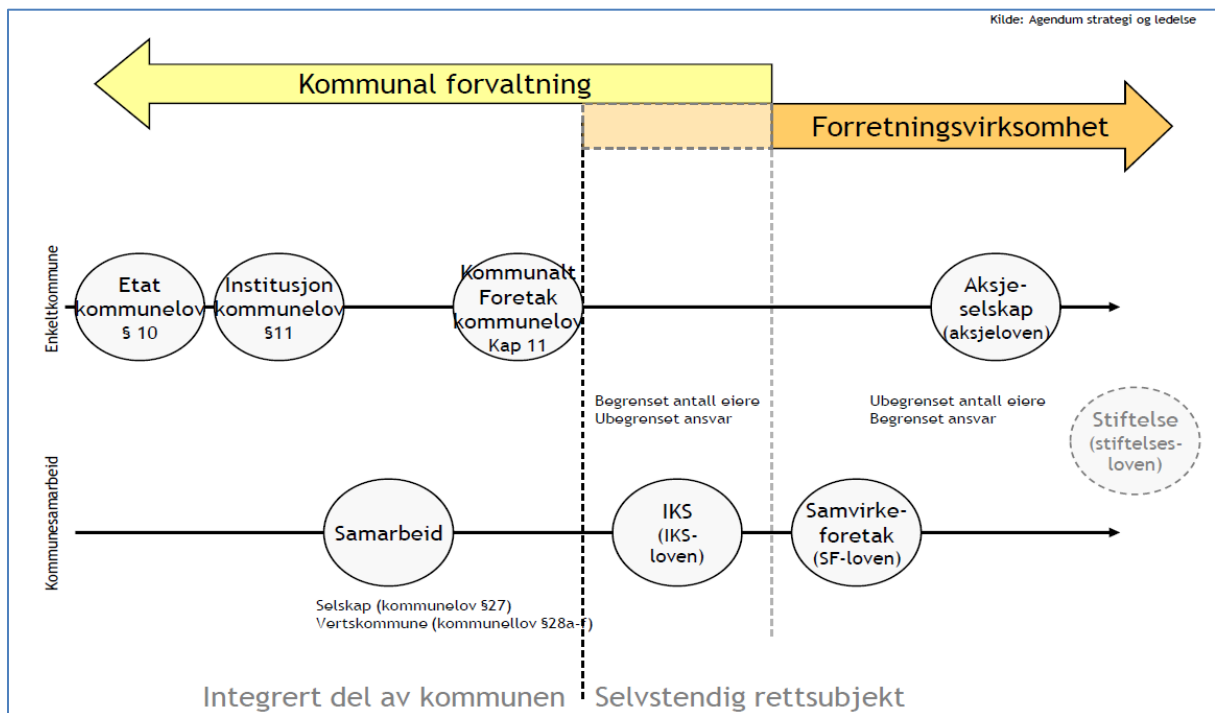 Kilde: Agendum strategi og ledelse
Kommunal forvaltning
Forretningsvirksomhet
Enkeltkommune
Etat
kommunelov
§ 10
Institusjon
kommunelov
§11
Kommunalt
Foretak
kommunelov
Kap 11
Aksje-
selskap
(aksjeloven)
Begrenset antall eiere
Ubegrenset ansvar
Ubegrenset antall eiere
Begrenset ansvar
Stiftelse
(stiftelses-
loven)
Kommunesamarbeid
Samarbeid
IKS
(IKS-
loven)
Samvirke-
foretak
(SF-loven)
Selskap (kommunelov §27)
Vertskommune (kommunellov §28a-f)
Integrert del av kommunen
Selvstendig rettsubjekt